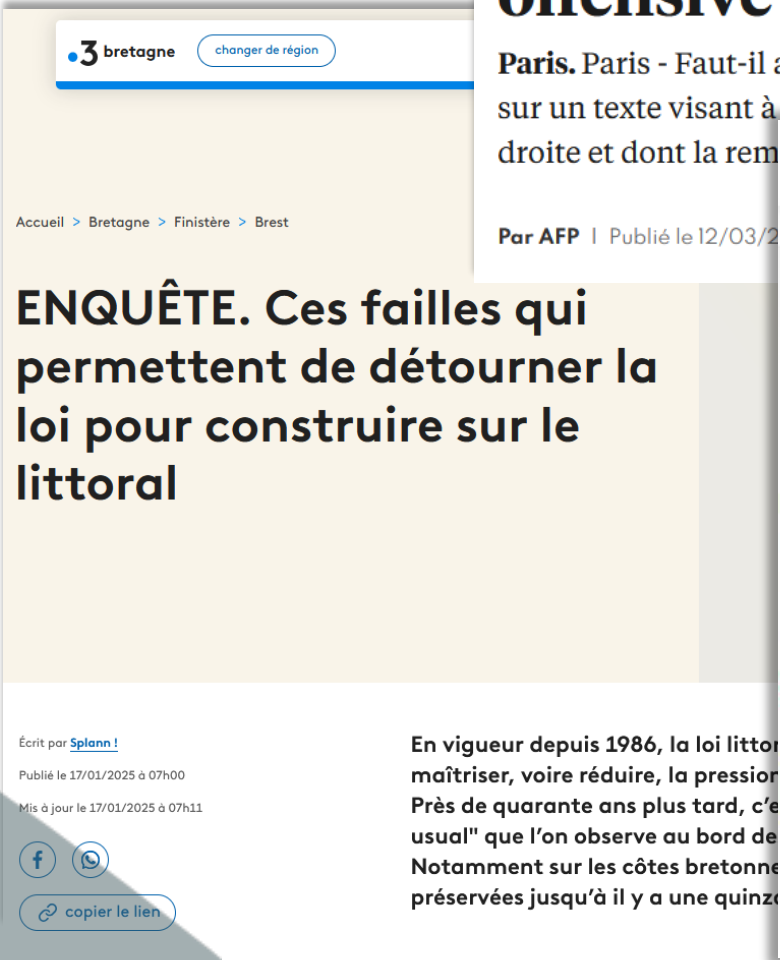 3 bretagne
changer de région
offensive
Paris. Paris - Faut-il
sur un texte visant à
droite et dont la
Par AFP | Publié le 12/03/
Accueil > Bretagne > Finistère > Brest
ENQUÊTE. Ces failles qui
permettent de détourner la
loi pour construire sur le
littoral
Écrit par Splann !
Publié le 17/01/2025 à 07h00
Mis à jour le 17/01/2025 à 07h11
copier le lien
En vigueur depuis 1986, la loi
maîtriser, voire réduire, la pression
Près de quarante ans plus tard,
usual" que l'on observe au bord de
Notamment sur les côtes
préservées jusqu'à il y a une